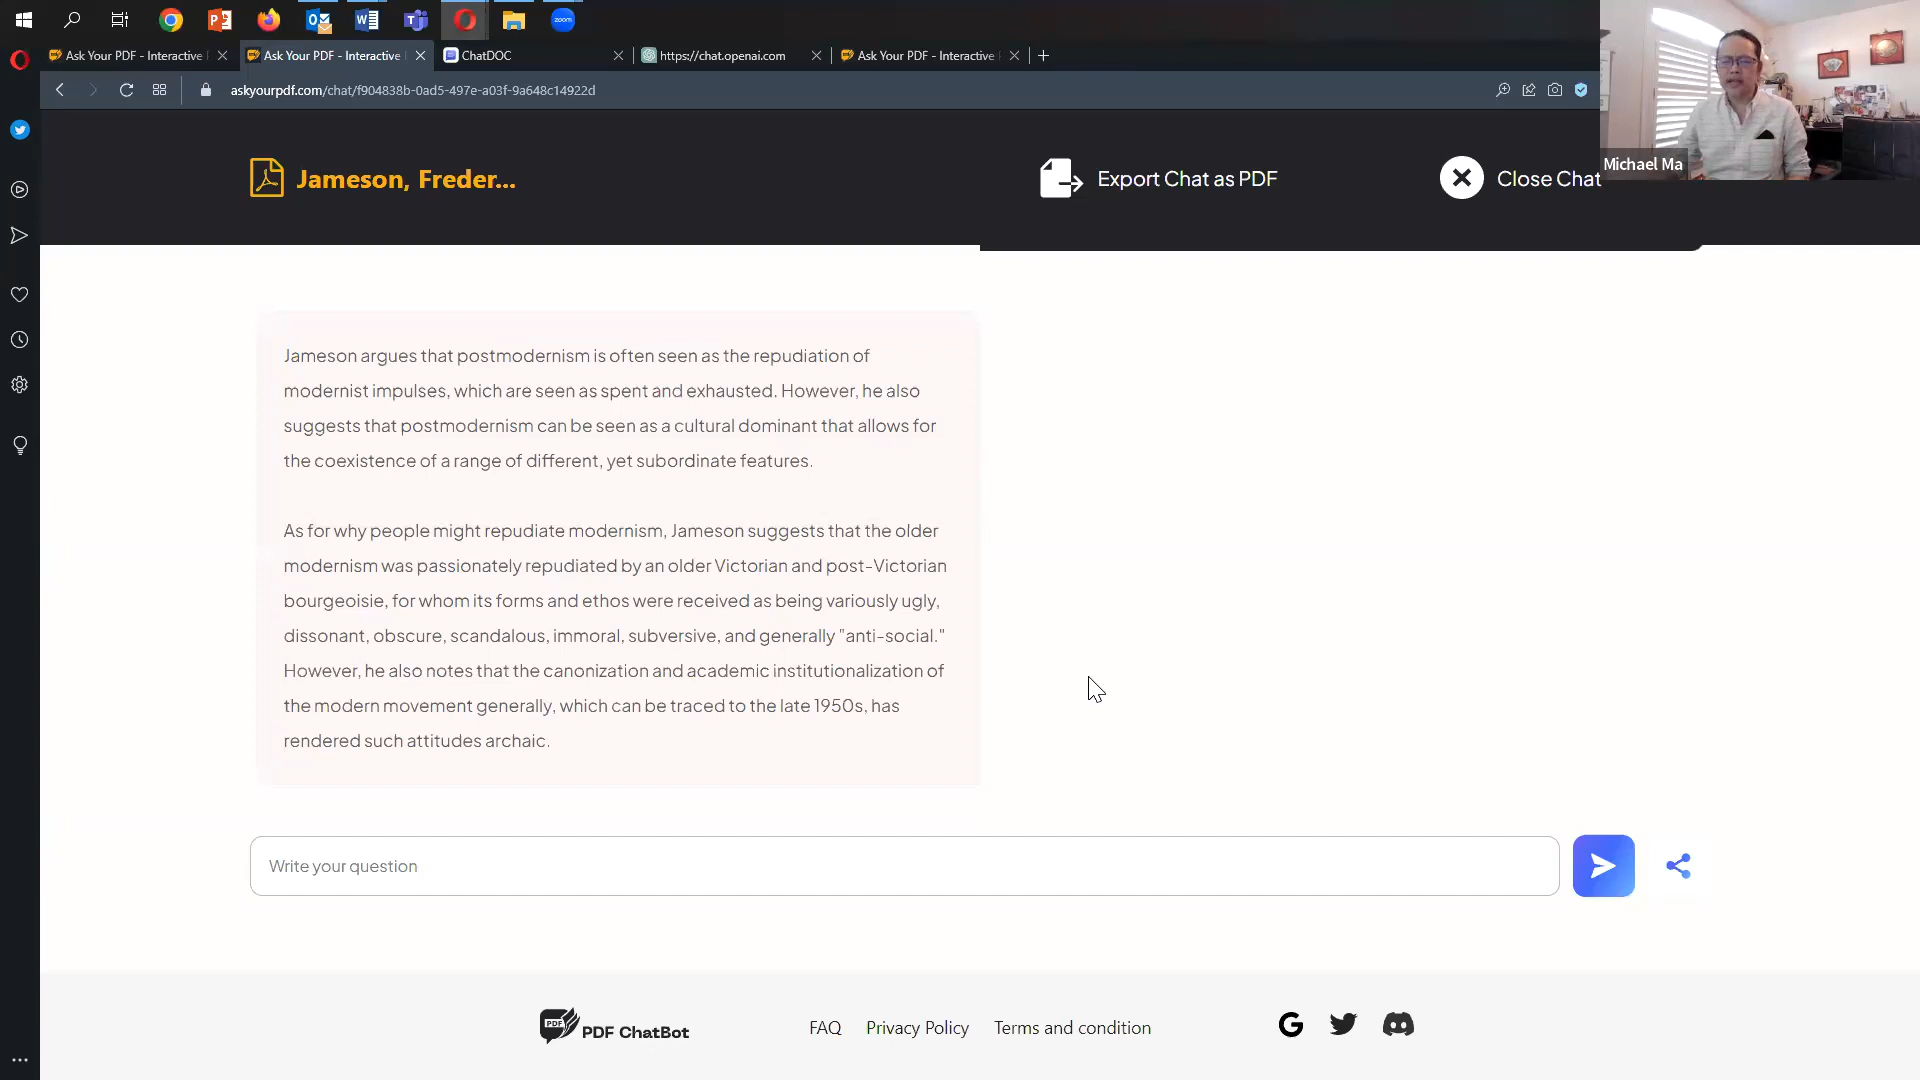 zoom
Ask Your PDF - Interactive
Ask Your PDF - Interactive
ChatDOC
https://chat.openai.com
Ask Your PDF - Interactive
askyourpdf.com/chat/f904838b-0ad5-497e-a03f-9a648c14922d
Michael Ma
Jameson, Freder...
Export Chat as PDF
Close Chat
Jameson argues that postmodernism is often seen as the repudiation of
modernist impulses, which are seen as spent and exhausted. However, he also
suggests that postmodernism can be seen as a cultural dominant that allows for
the coexistence of a range of different, yet subordinate features.
As for why people might repudiate modernism, Jameson suggests that the older
modernism was passionately repudiated by an older Victorian and post-Victorian
bourgeoisie, for whom its forms and ethos were received as being variously ugly,
dissonant, obscure, scandalous, immoral, subversive, and generally "anti-social."
However, he also notes that the canonization and academic institutionalization of
the modern movement generally, which can be traced to the late 1950s, has
rendered such attitudes archaic.
Write your question
PDF
PDF ChatBot
FAQ
Privacy Policy
Terms and condition